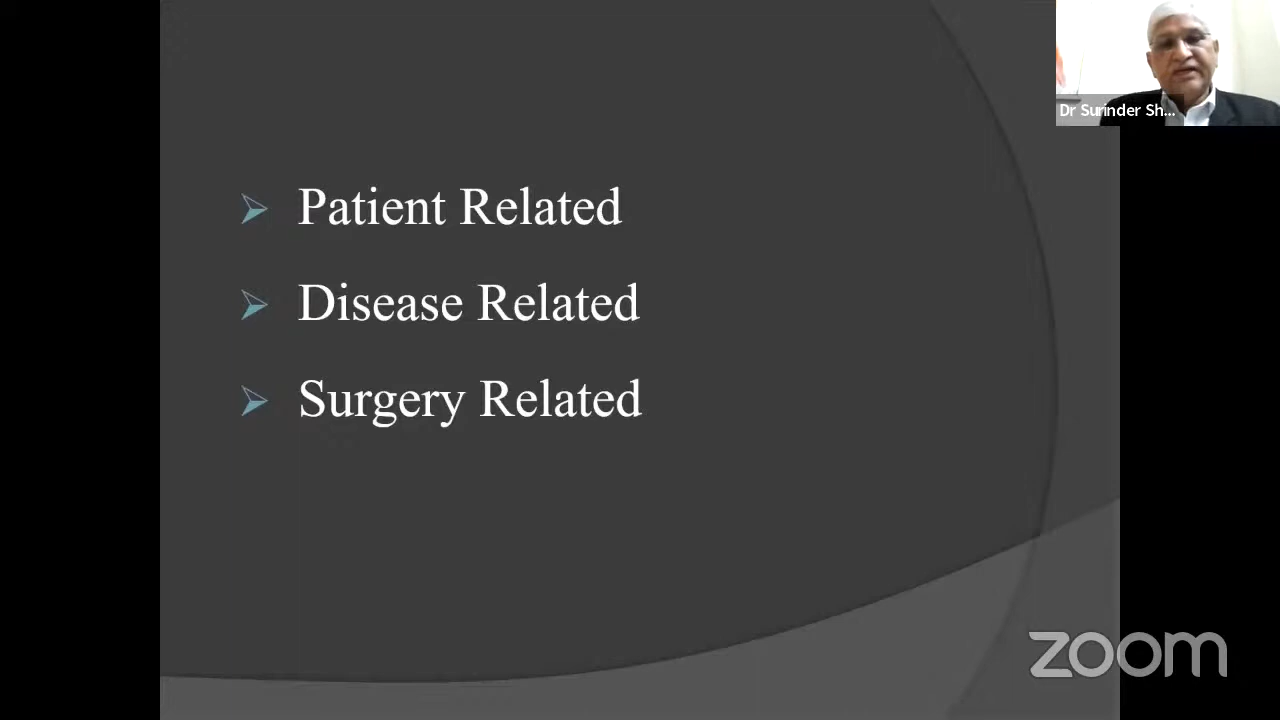 Dr Surinder Sh...
Patient Related
Disease Related
Surgery Related
zoom